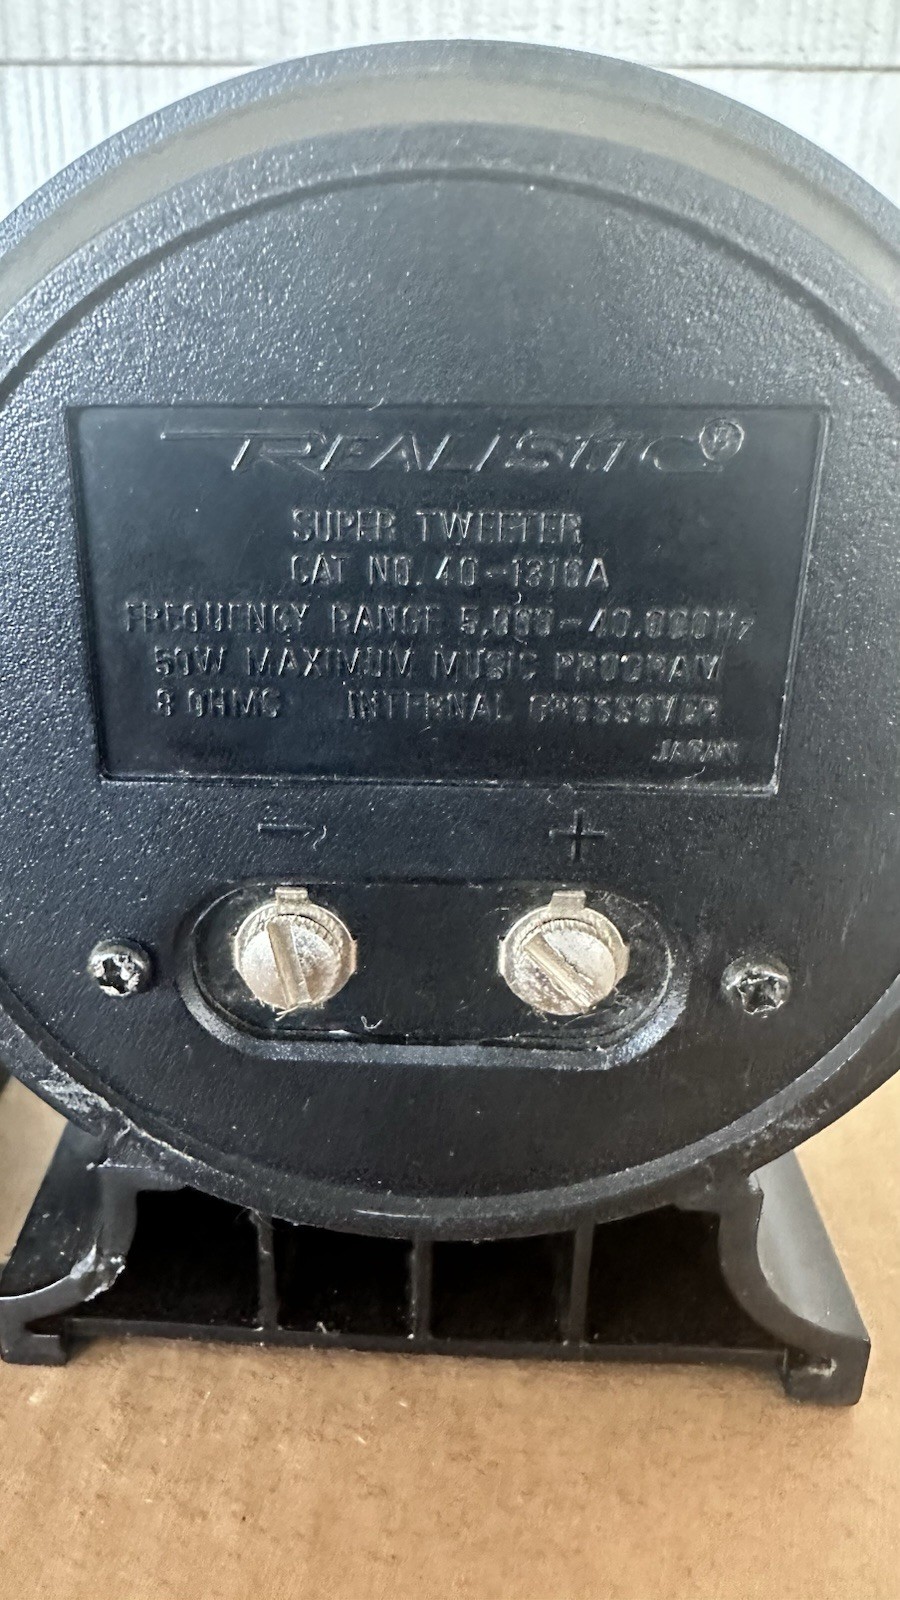 REALISTIC®
SUPER TWEETER
CAT NO. 40-1310A
FREQUENCY RANGE 5,000-40,000Hz
50W MAXIMUM MUSIC PROGRAM
8 OHMS INTERNAL CROSSOVER
JAPAN
- +